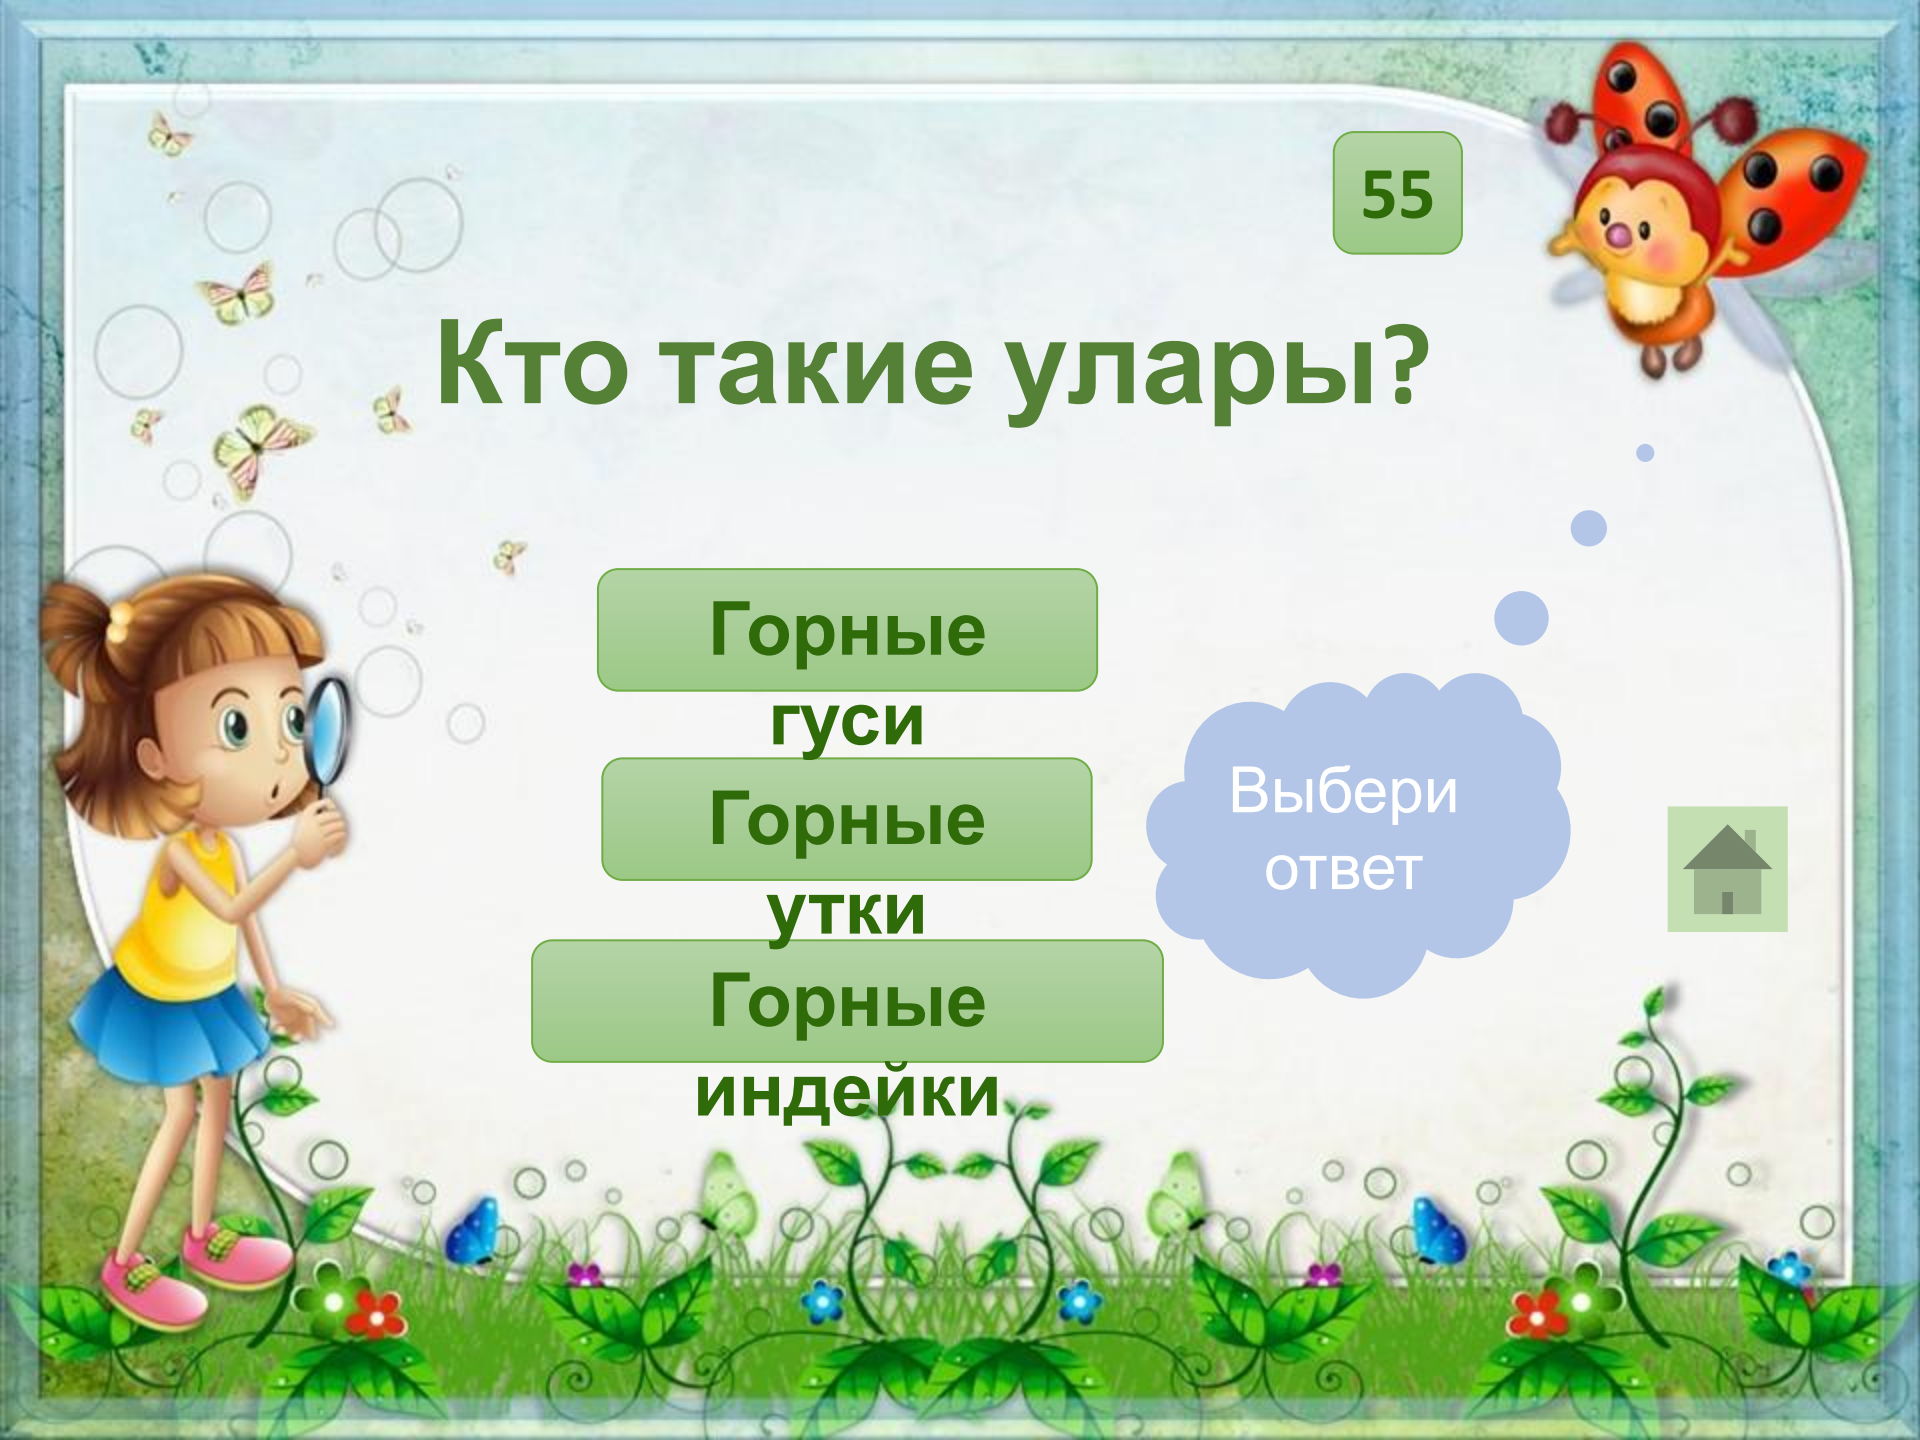 55
Кто такие улары?
Горные
гуси
Горные
утки
Горные
индейки
Выбери
ответ